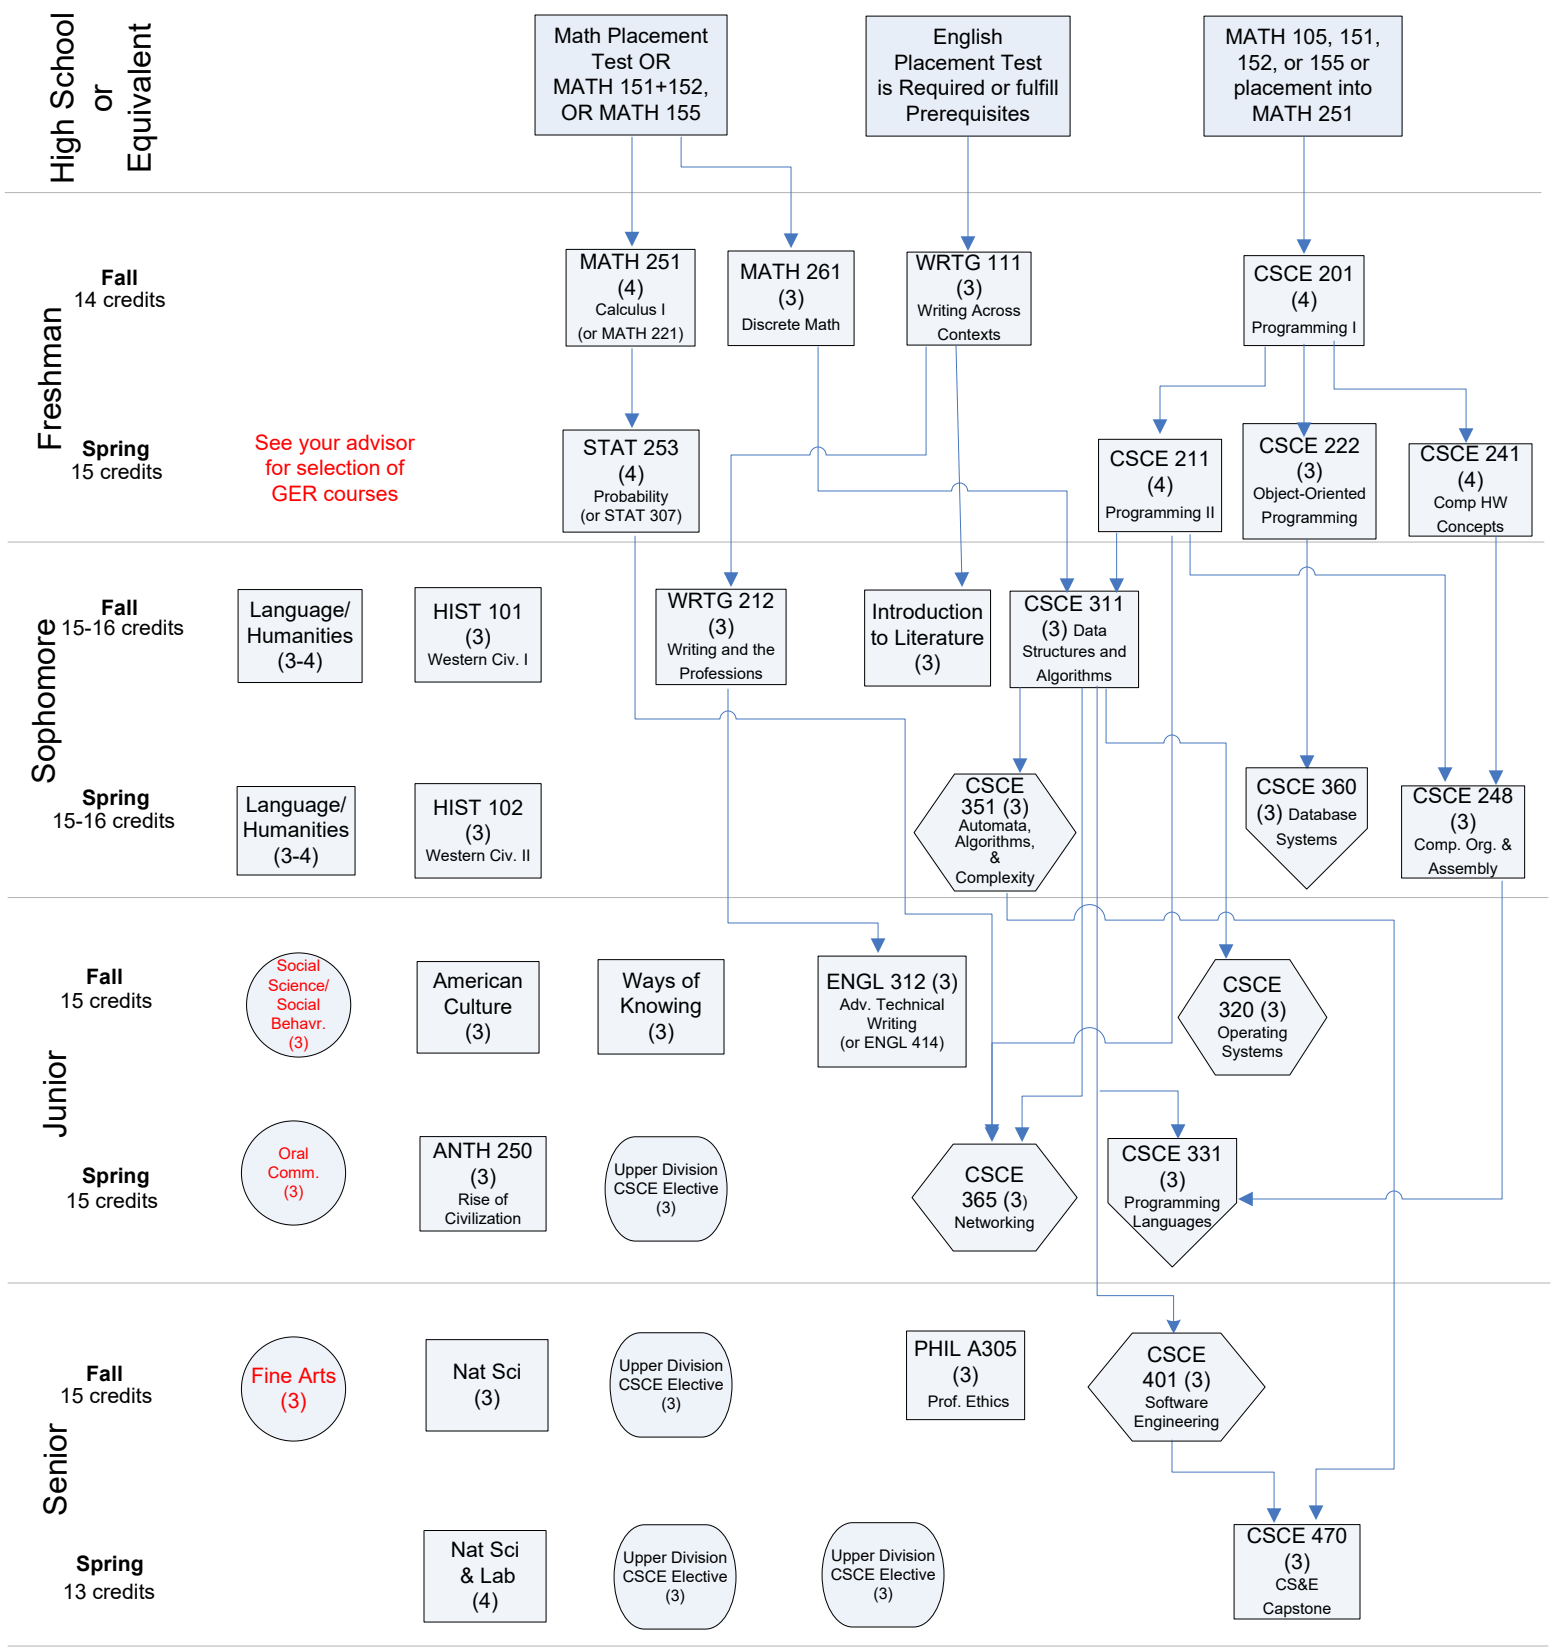 High School
or
Equivalent
Math Placement
Test OR
MATH 151+152,
OR MATH 155
English
Placement Test
is Required or fulfill
Prerequisites
MATH 105, 151,
152, or 155 or
placement into
MATH 251
Freshman
Fall
14 credits
MATH 251
(4)
Calculus I
(or MATH 221)
MATH 261
(3)
Discrete Math
WRTG 111
(3)
Writing Across
Contexts
CSCE 201
(4)
Programming I
Spring
15 credits
See your advisor
for selection of
GER courses
STAT 253
(4)
Probability
(or STAT 307)
CSCE 211
(4)
Programming II
CSCE 222
(3)
Object-Oriented
Programming
CSCE 241
(4)
Comp HW
Concepts
Sophomore
Fall
15-16 credits
Language/
Humanities
(3-4)
HIST 101
(3)
Western Civ. I
WRTG 212
(3)
Writing and the
Professions
Introduction
to Literature
(3)
CSCE 311
(3) Data
Structures and
Algorithms
Spring
15-16 credits
Language/
Humanities
(3-4)
HIST 102
(3)
Western Civ. II
CSCE
351 (3)
Automata,
Algorithms,
&
Complexity
CSCE 360
(3) Database
Systems
CSCE 248
(3)
Comp. Org. &
Assembly
Junior
Fall
15 credits
Social
Science/
Social
Behavr.
(3)
American
Culture
(3)
Ways of
Knowing
(3)
ENGL 312 (3)
Adv. Technical
Writing
(or ENGL 414)
CSCE
320 (3)
Operating
Systems
Spring
15 credits
Oral
Comm.
(3)
ANTH 250
(3)
Rise of
Civilization
Upper Division
CSCE Elective
(3)
CSCE
365 (3)
Networking
CSCE 331
(3)
Programming
Languages
Senior
Fall
15 credits
Fine Arts
(3)
Nat Sci
(3)
Upper Division
CSCE Elective
(3)
PHIL A305
(3)
Prof. Ethics
CSCE
401 (3)
Software
Engineering
Spring
13 credits
Nat Sci
& Lab
(4)
Upper Division
CSCE Elective
(3)
Upper Division
CSCE Elective
(3)
CSCE 470
(3)
CS&E
Capstone